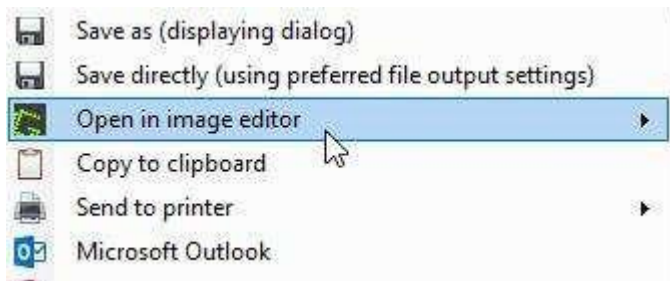 Save as (displaying dialog)
Save directly (using preferred file output settings)
Open in image editor
Copy to clipboard
Send to printer
Microsoft Outlook